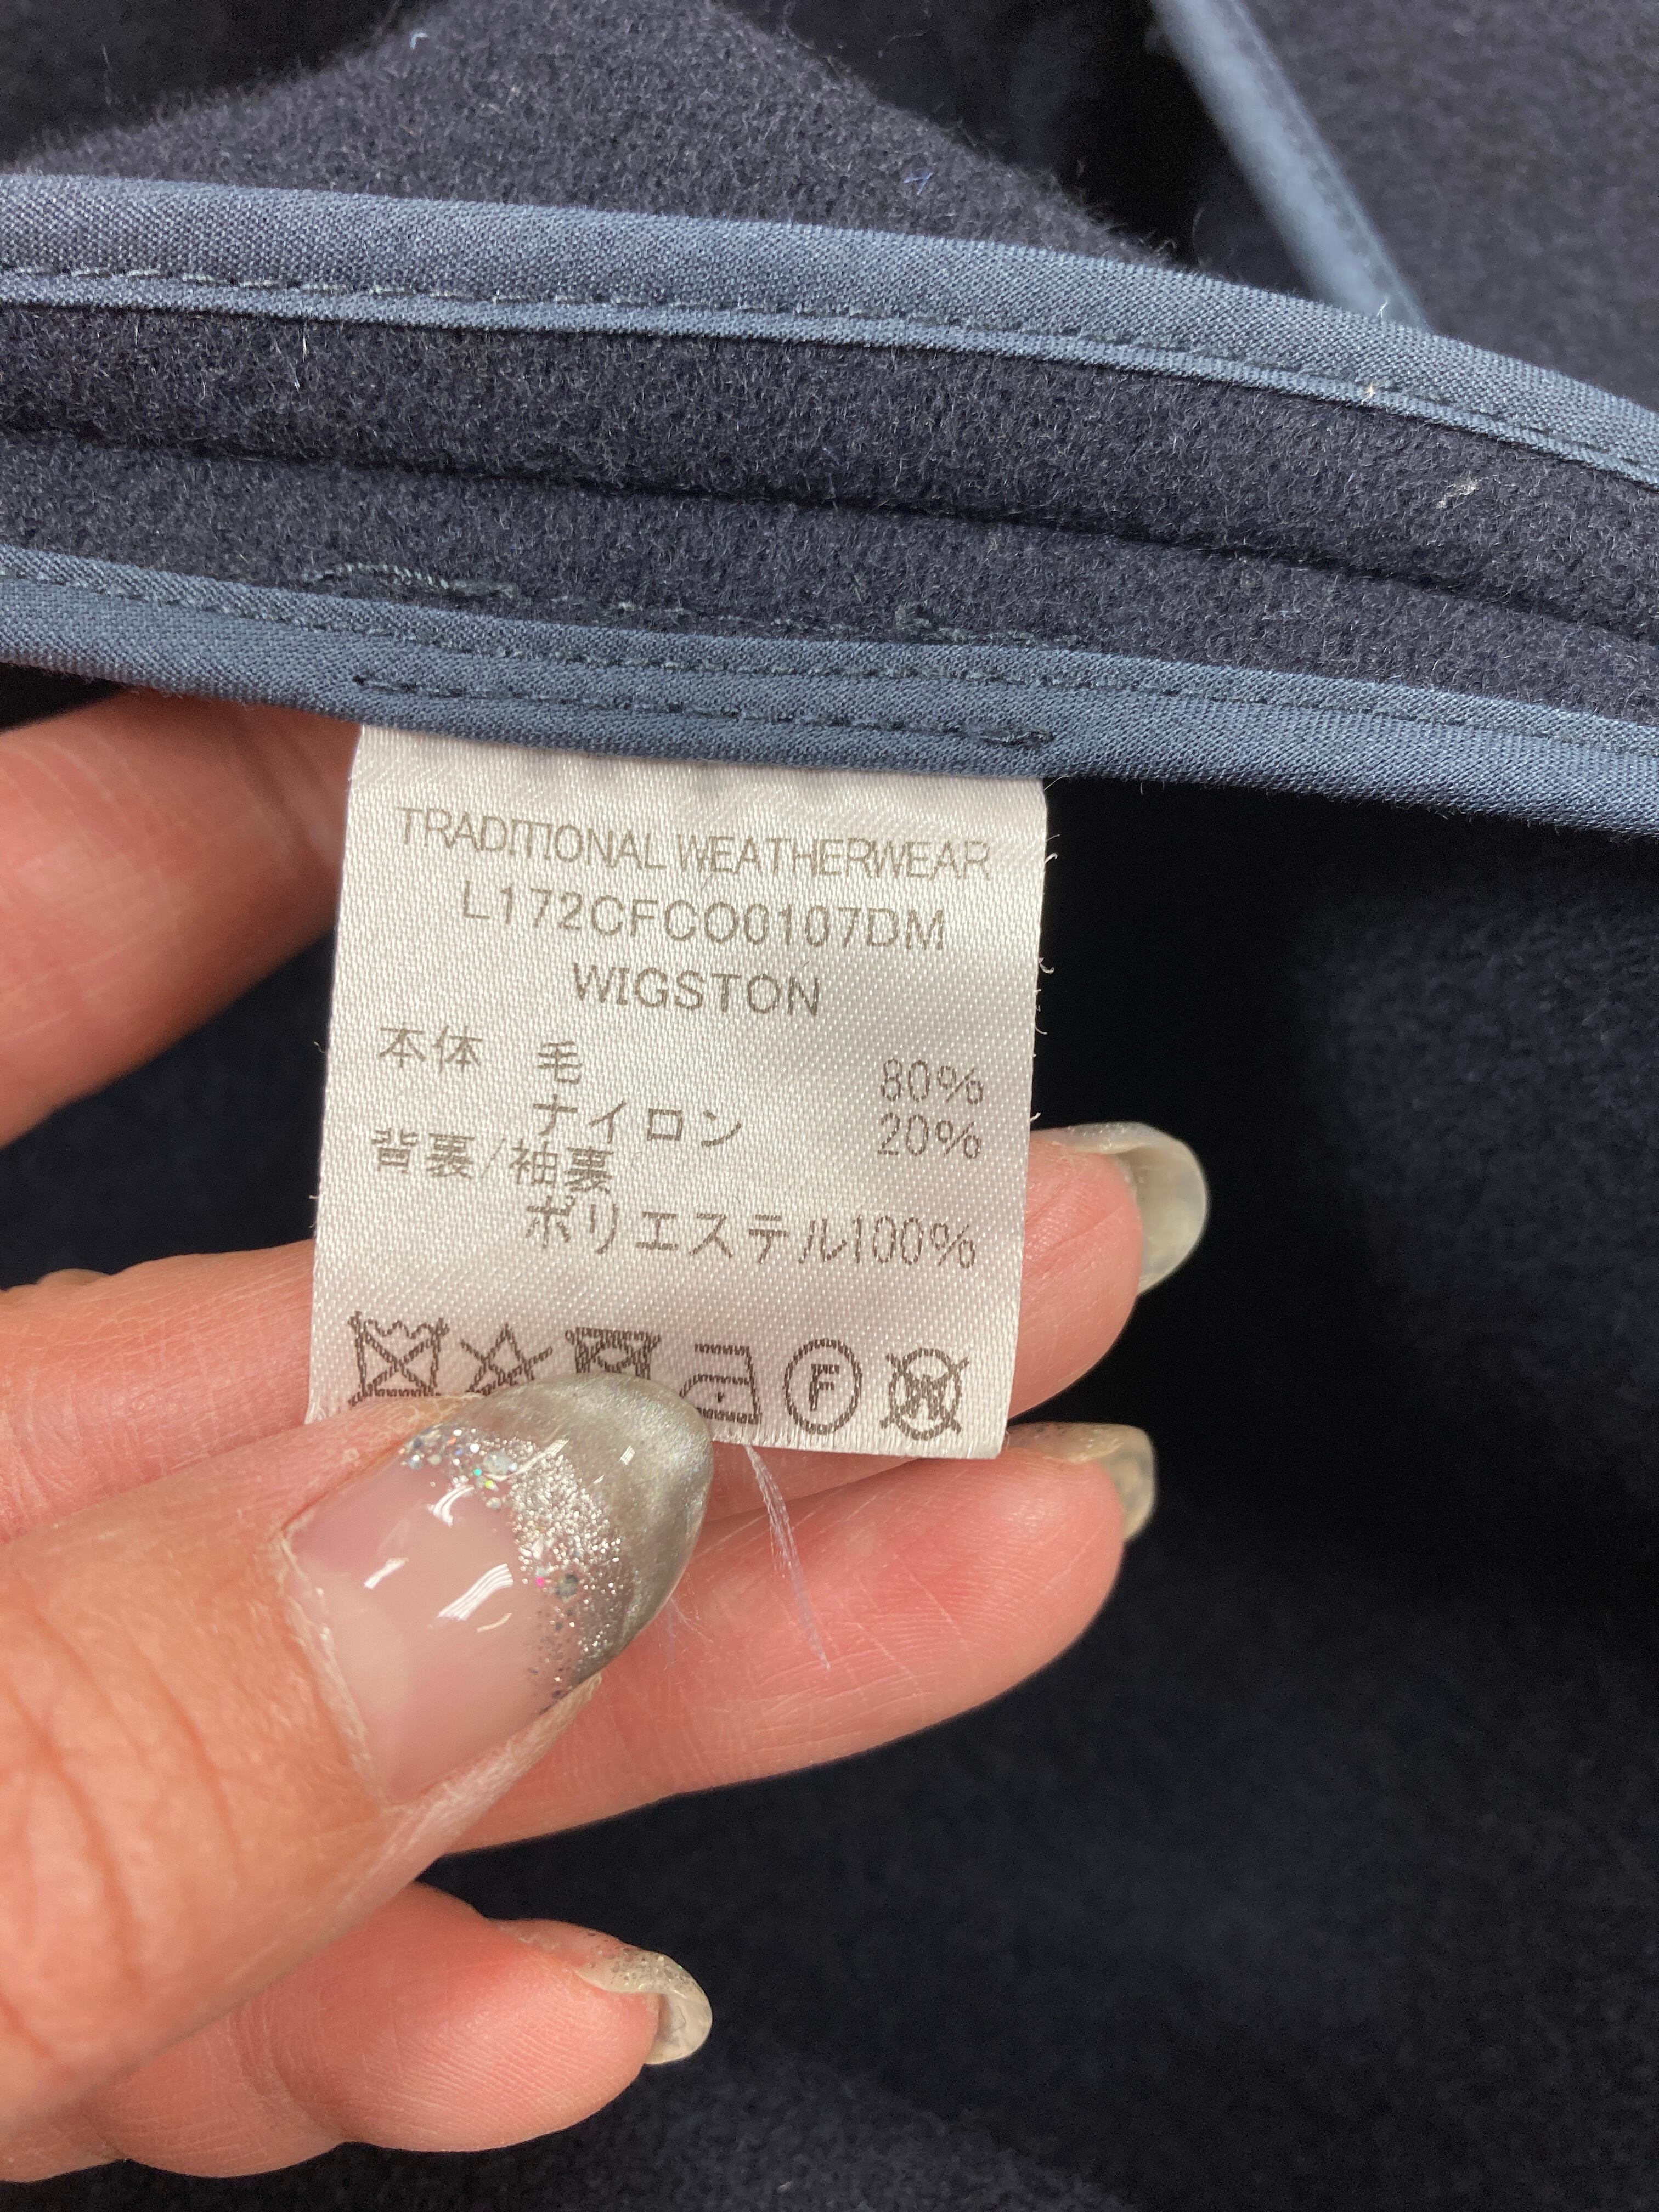 TRADITIONAL WEATHERWEAR
L172CFCO0107DM
WIGSTON
本体 毛 80%
ナイロン 20%
背裏/袖裏
ポリエステル100%
F
W